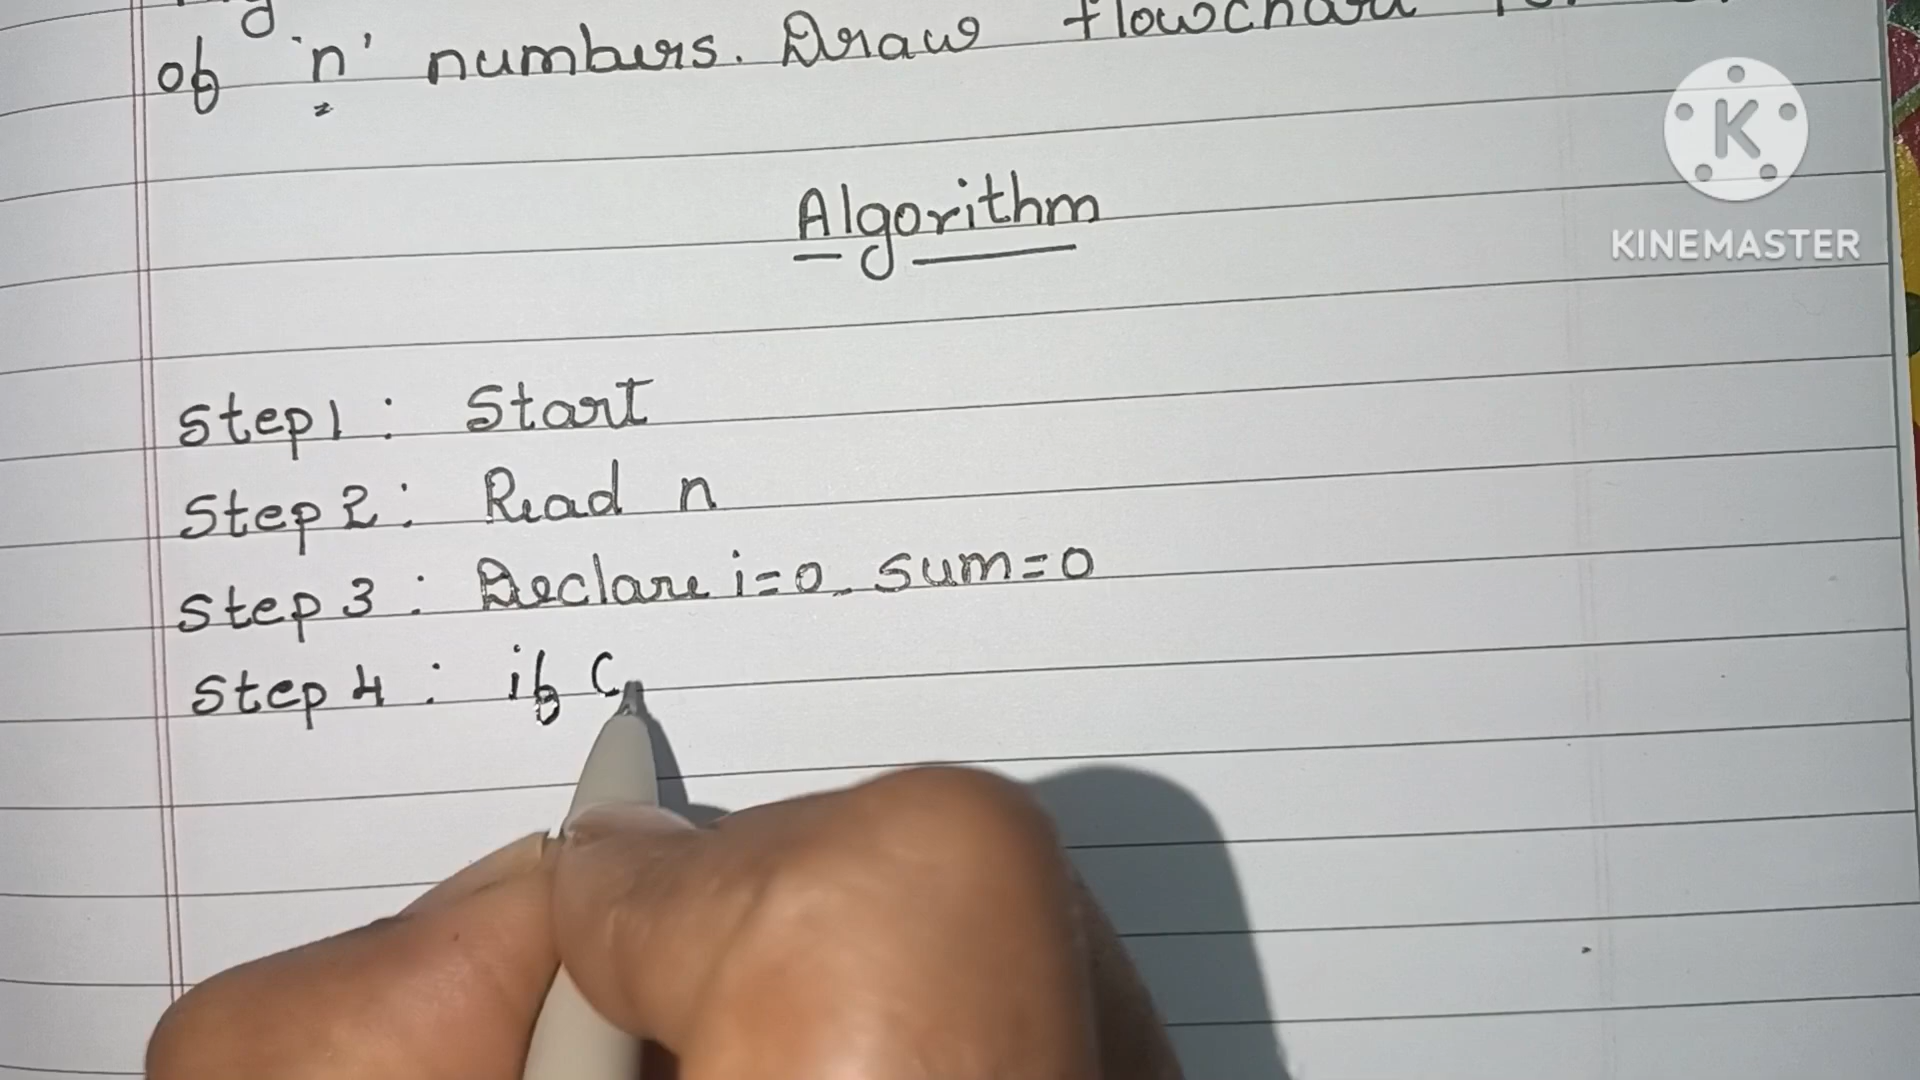 of 'n' numbers. Draw flowchart
KINEMASTER
Algorithm
Step1 : Start
Step 2 : Read n
Step 3 : Declare i=0, sum=0
Step 4 : if (